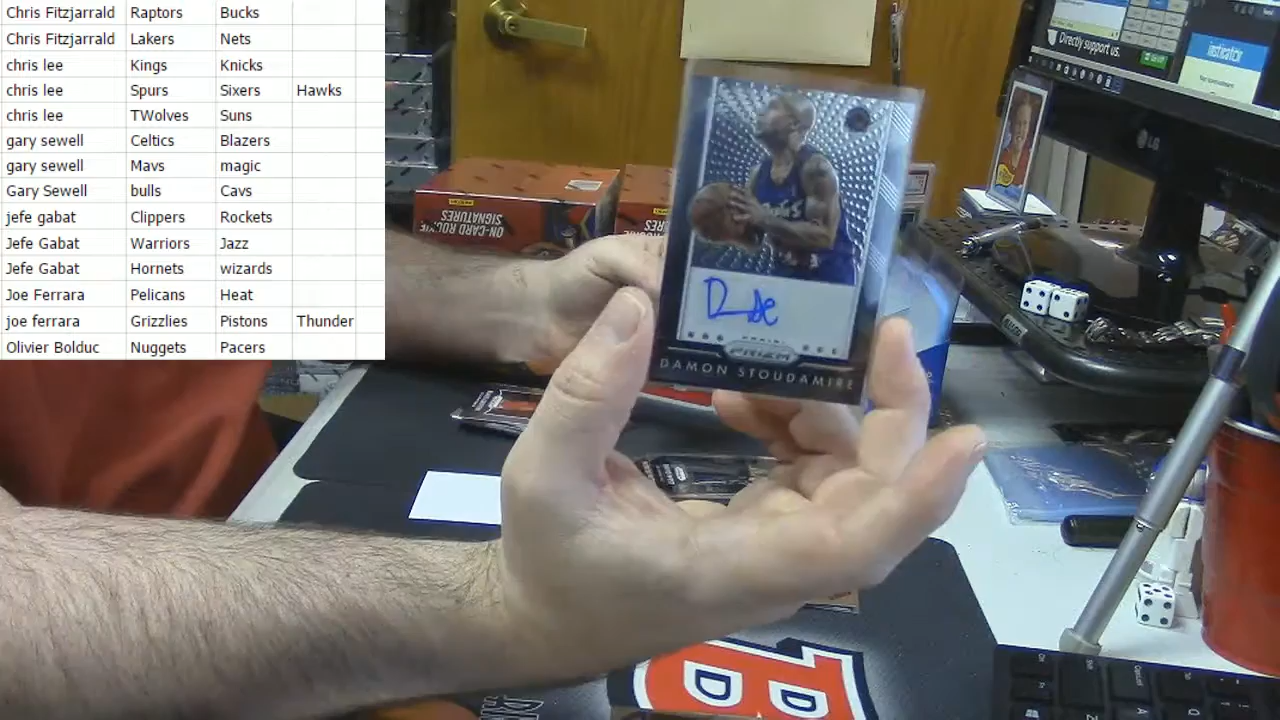 Chris Fitzjarrald Raptors Bucks
Chris Fitzjarrald Lakers Nets
chris lee Kings Knicks
chris lee Spurs Sixers Hawks
chris lee TWolves Suns
gary sewell Celtics Blazers
gary sewell Mavs magic
Gary Sewell bulls Cavs
jefe gabat Clippers Rockets
Jefe Gabat Warriors Jazz
Jefe Gabat Hornets wizards
Joe Ferrara Pelicans Heat
joe ferrara Grizzlies Pistons Thunder
Olivier Bolduc Nuggets Pacers
Directly support us.
insticator
LG
ON-CARD ROOKIE
SIGNATURES
PRIZM
DAMON STOUDAMIRE